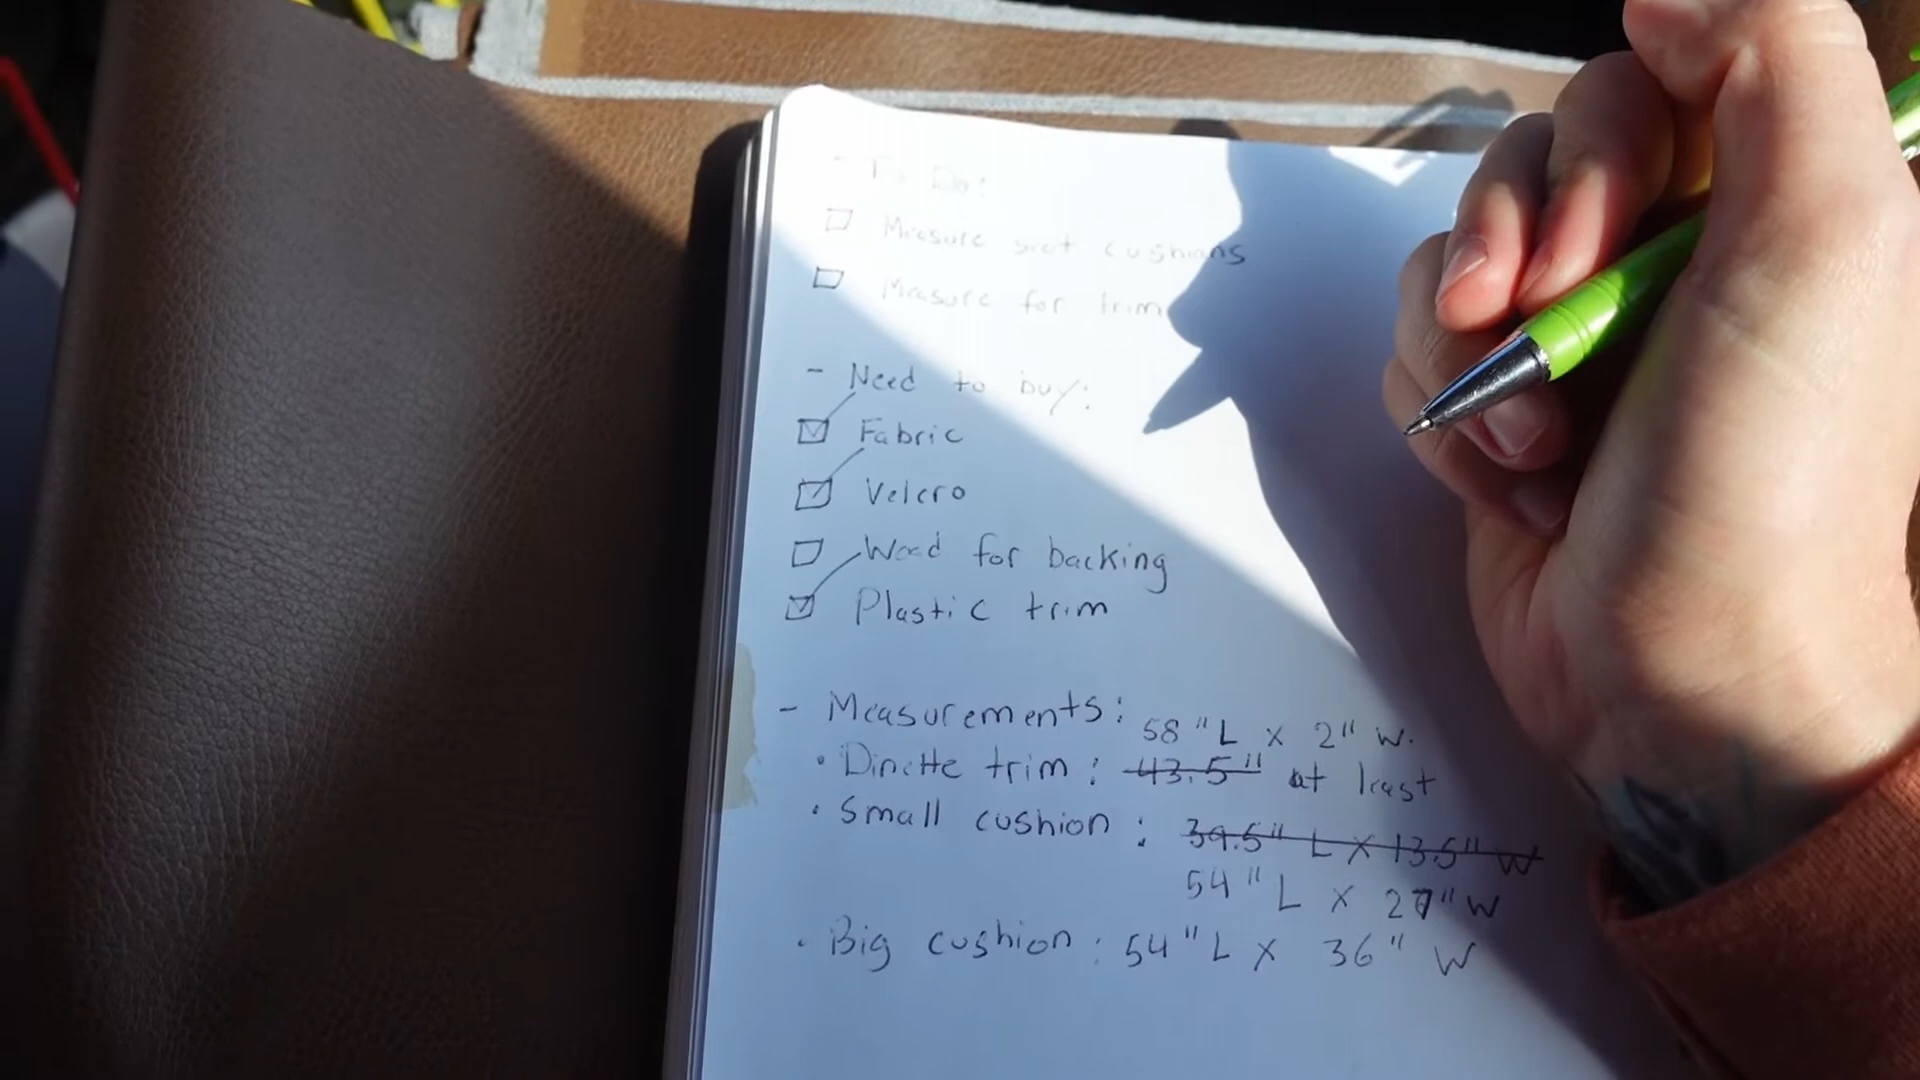 - To Do:
☐ Measure seat cushions
☐ Measure for trim
- Need to buy:
☑ Fabric
☑ Velcro
☐ Wood for backing
☑ Plastic trim
- Measurements:
58" L x 2" W.
• Dinette trim: ~~43.5"~~ at least
• Small cushion: ~~39.5" L X 13.5" W~~
54" L X 27" W
• Big cushion: 54" L X 36" W